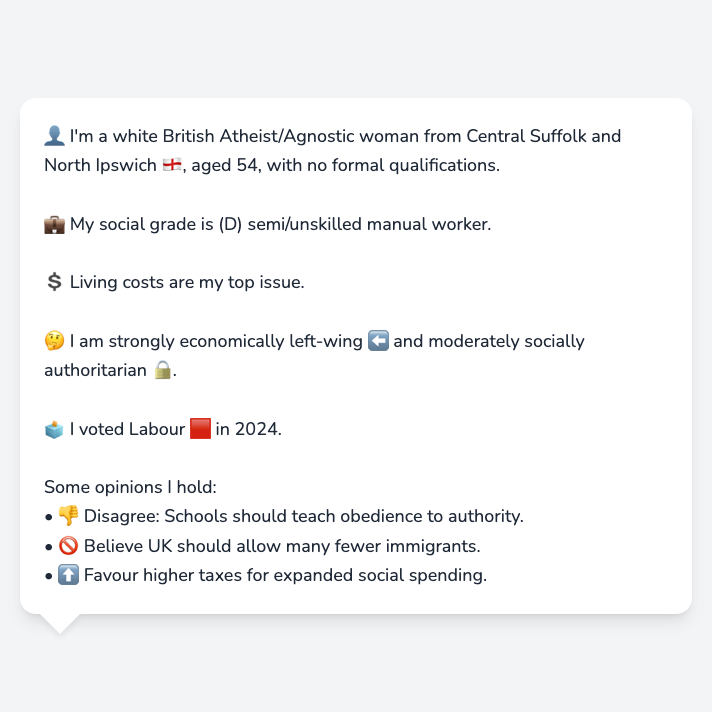 👤 I'm a white British Atheist/Agnostic woman from Central Suffolk and
North Ipswich 🏴󠁧󠁢󠁥󠁮󠁧󠁿, aged 54, with no formal qualifications.
💼 My social grade is (D) semi/unskilled manual worker.
💲 Living costs are my top issue.
🤔 I am strongly economically left-wing ⬅️ and moderately socially
authoritarian 🔒.
🗳️ I voted Labour 🟥 in 2024.
Some opinions I hold:
• 👎 Disagree: Schools should teach obedience to authority.
• 🚫 Believe UK should allow many fewer immigrants.
• ⬆️ Favour higher taxes for expanded social spending.